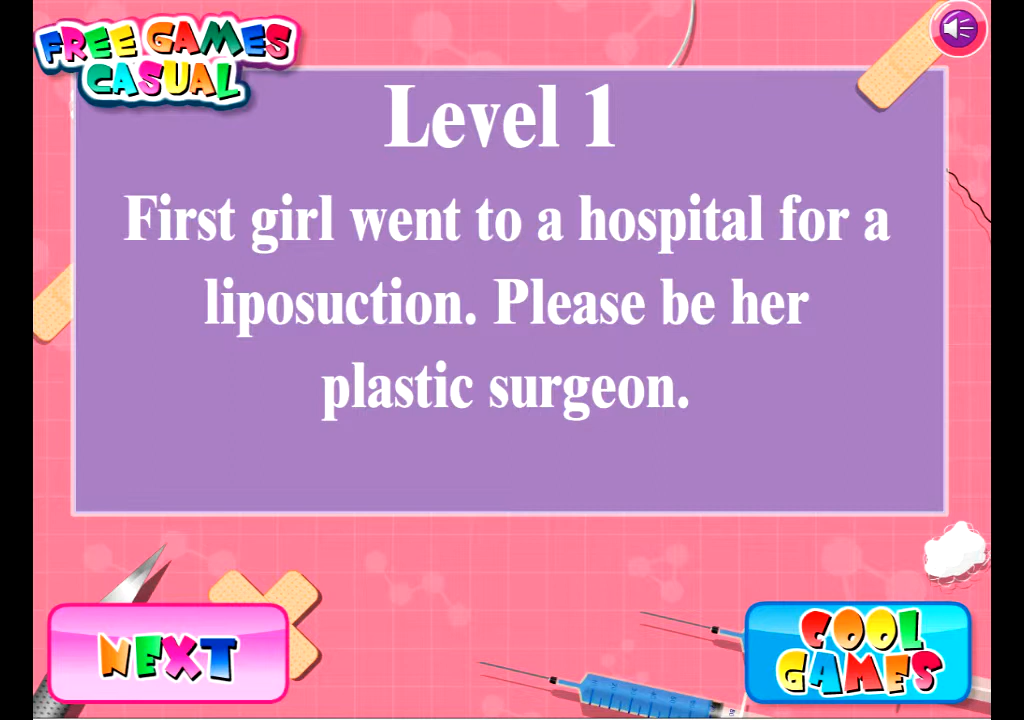 FREE GAMES
CASUAL
Level 1
First girl went to a hospital for a
liposuction. Please be her
plastic surgeon.
NEXT
COOL
GAMES